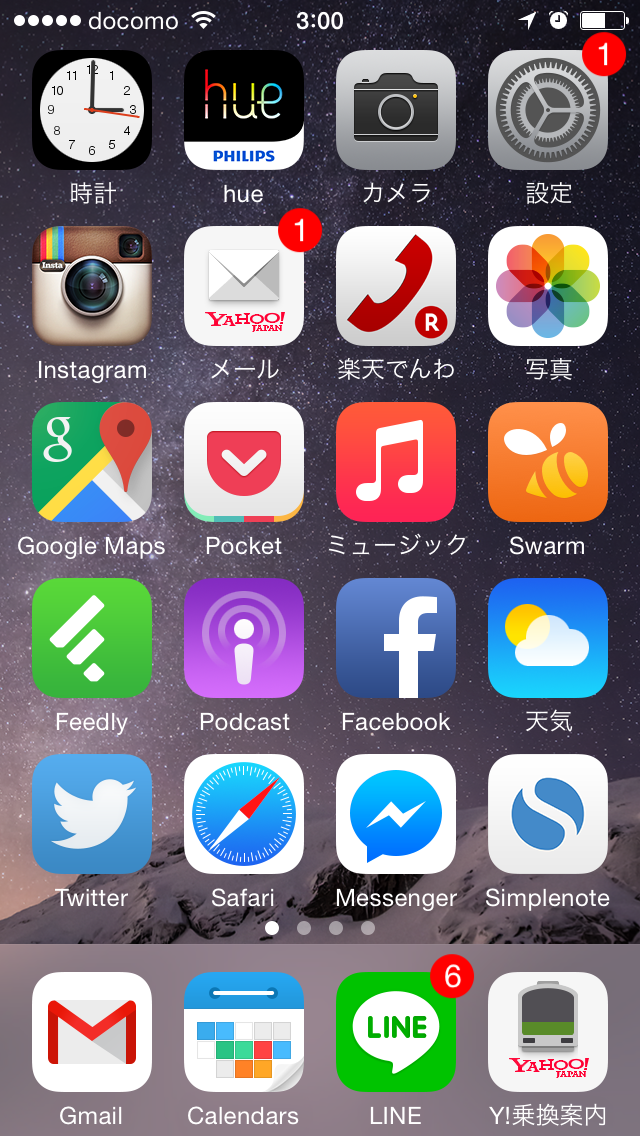 docomo 3:00
1
12 1 2 3 4 5 6 7 8 9 10 11
hue
PHILIPS
時計 hue カメラ 設定
Insta
1
YAHOO!
JAPAN
R
Instagram メール 楽天でんわ 写真
g
Google Maps Pocket ミュージック Swarm
f
Feedly Podcast Facebook 天気
Twitter Safari Messenger Simplenote
6
LINE
YAHOO!
JAPAN
Gmail Calendars LINE Y!乗換案内